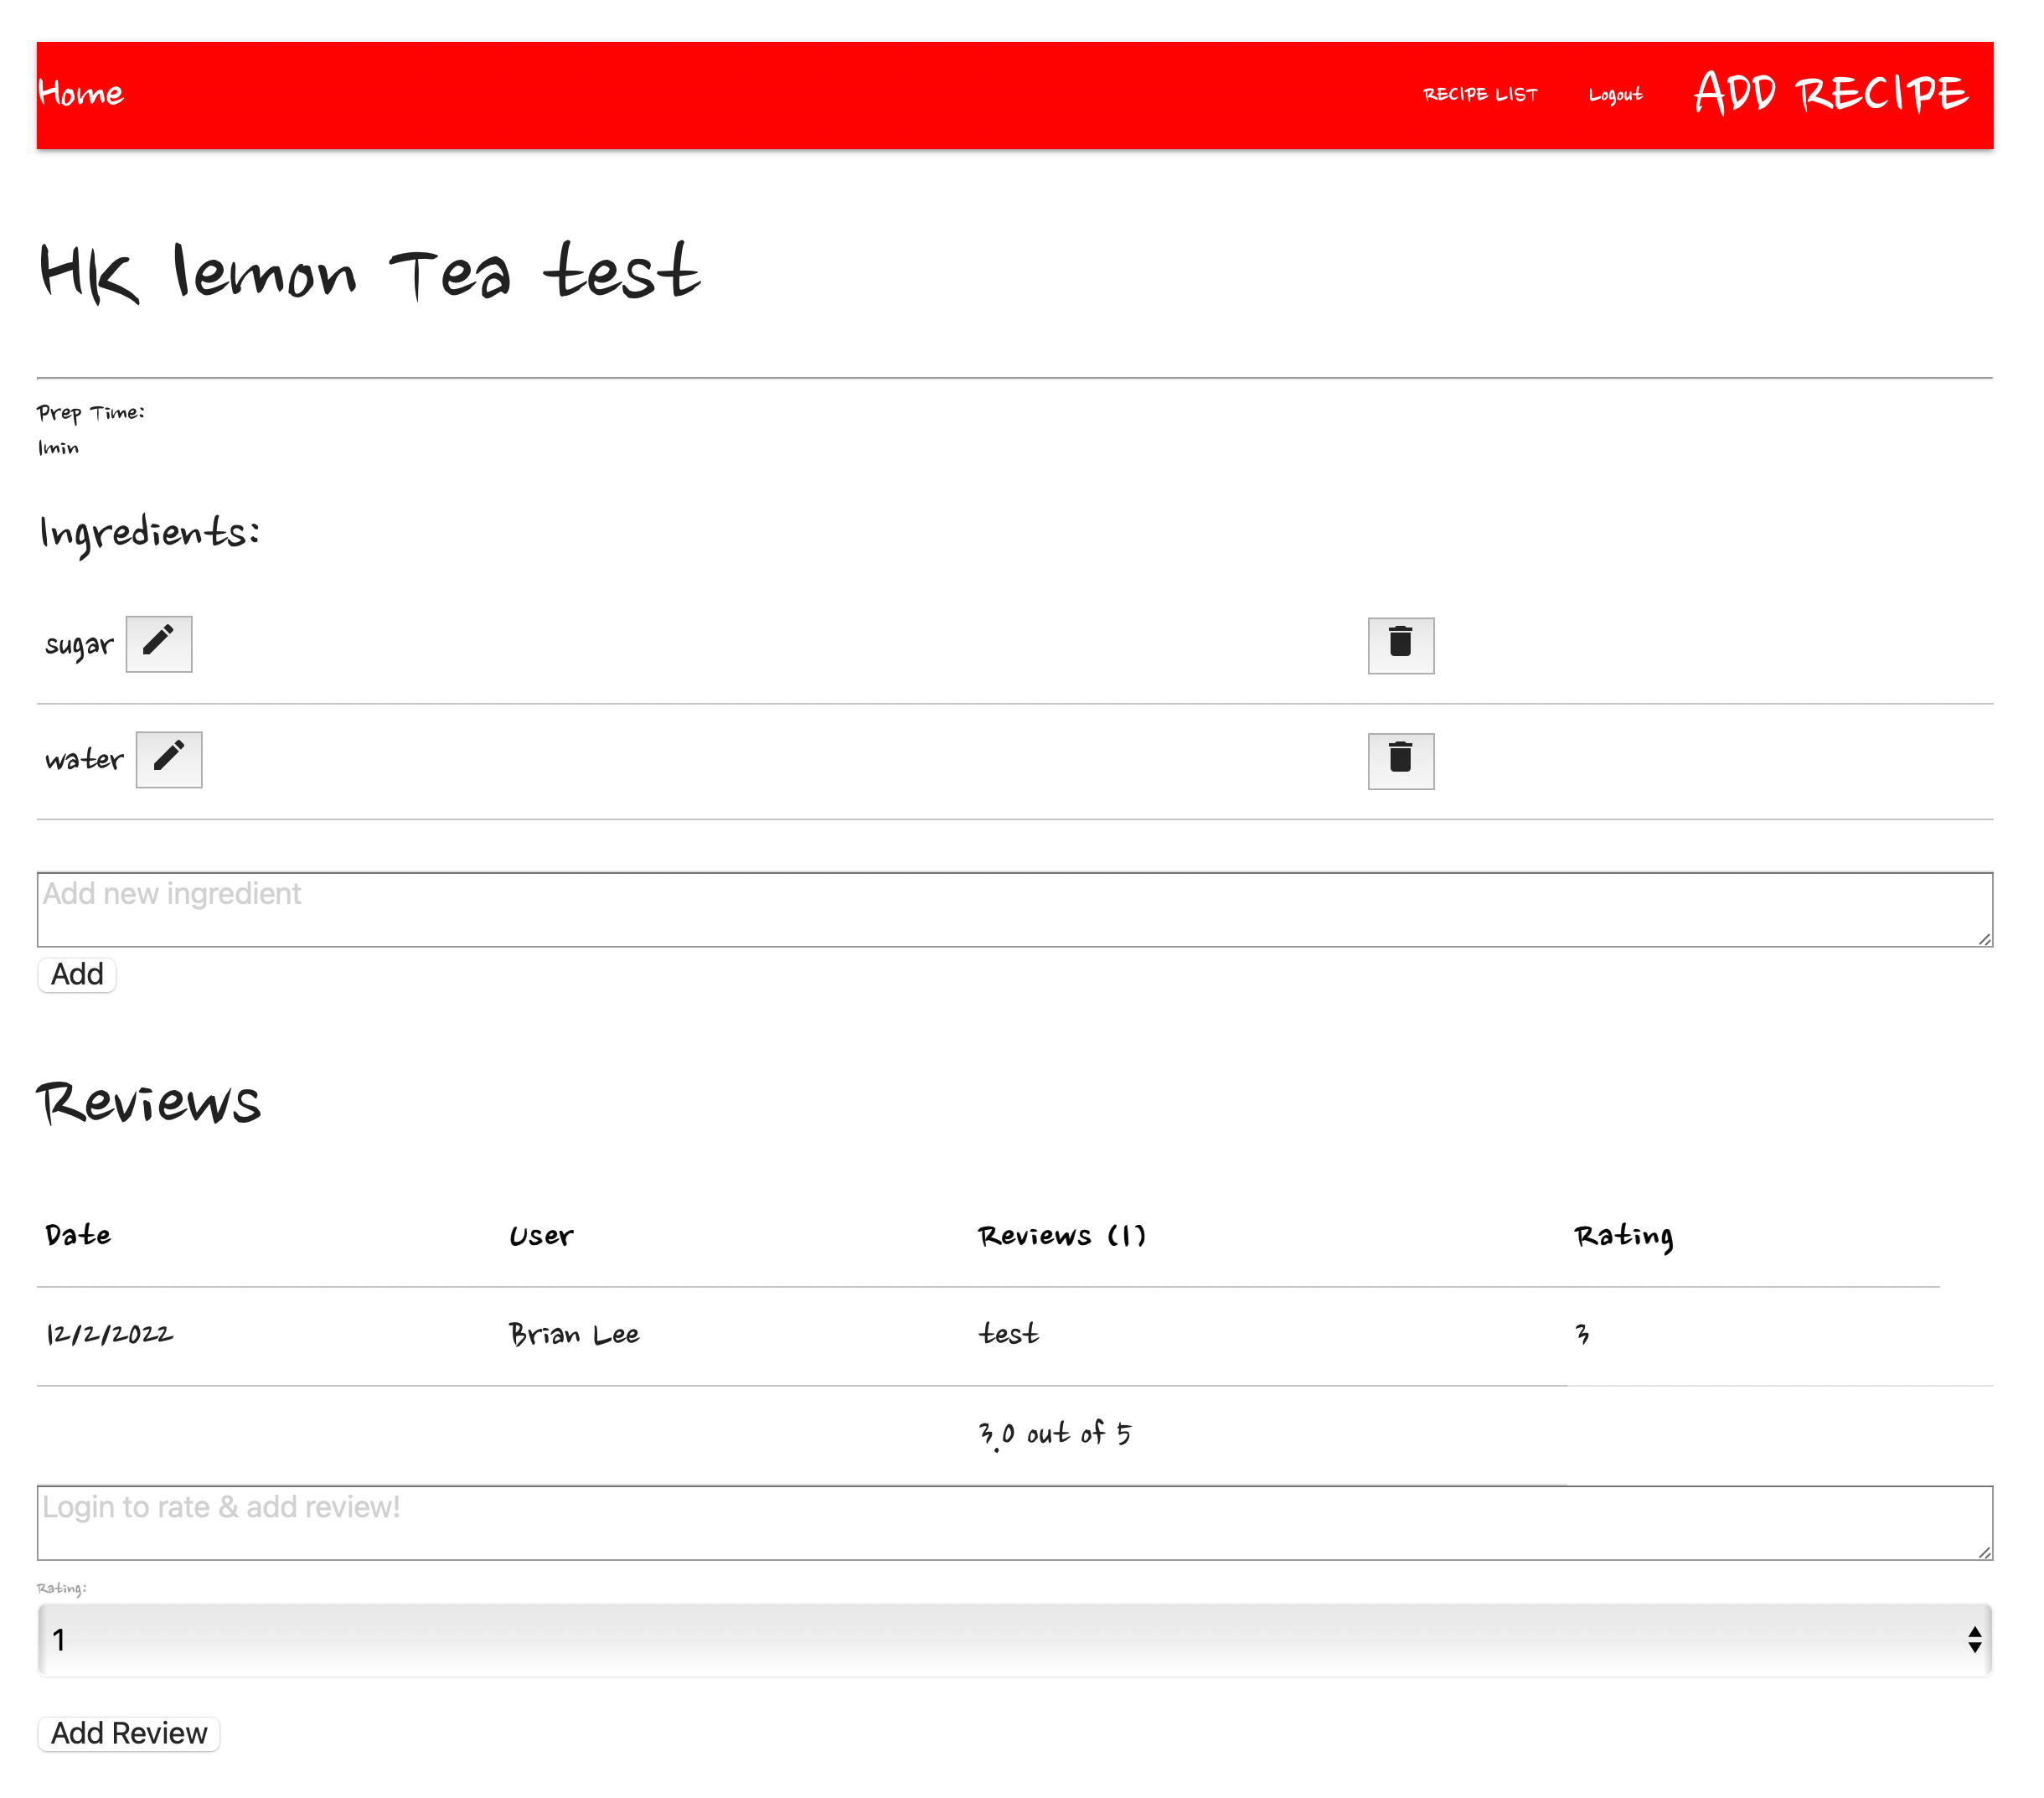 Home RECIPE LIST Logout ADD RECIPE
HK lemon Tea test
Prep Time:
1min
Ingredients:
sugar
water
Add new ingredient
Add
Reviews
Date User Reviews (1) Rating
12/2/2022 Brian Lee test 3
3.0 out of 5
Login to rate & add review!
Rating:
1
Add Review